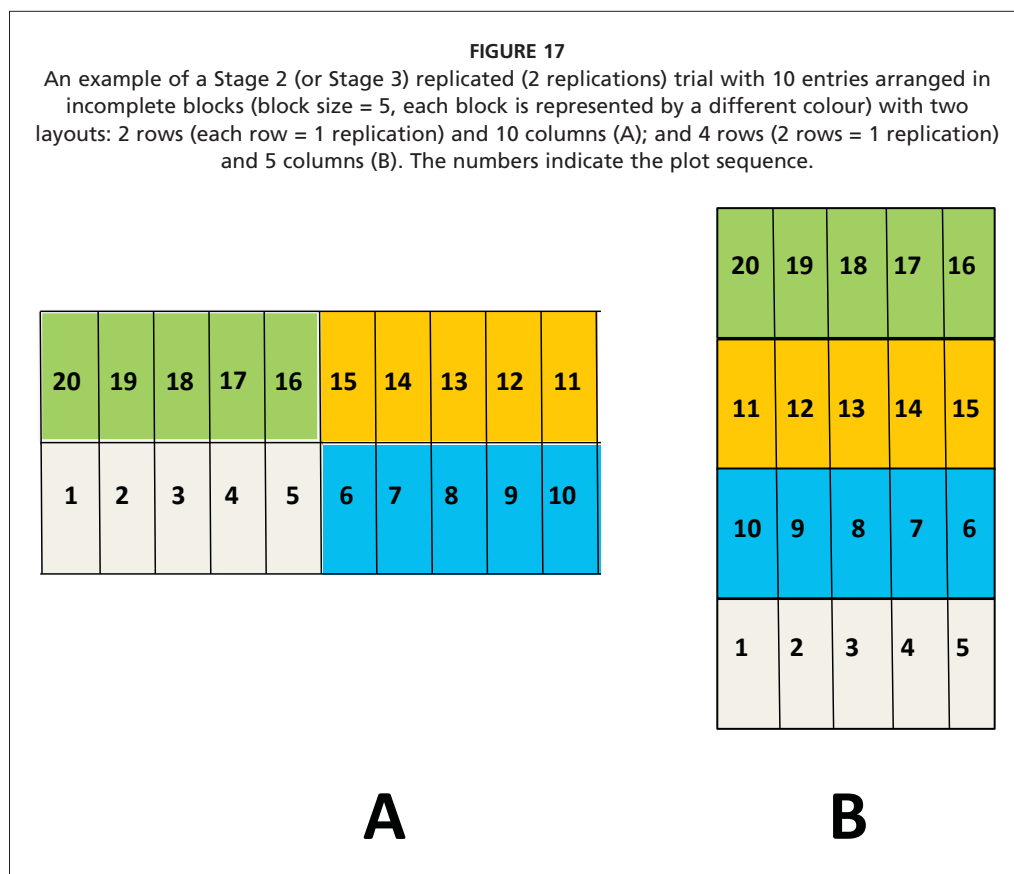 FIGURE 17
An example of a Stage 2 (or Stage 3) replicated (2 replications) trial with 10 entries arranged in
incomplete blocks (block size = 5, each block is represented by a different colour) with two
layouts: 2 rows (each row = 1 replication) and 10 columns (A); and 4 rows (2 rows = 1 replication)
and 5 columns (B). The numbers indicate the plot sequence.
20 19 18 17 16 15 14 13 12 11
1 2 3 4 5 6 7 8 9 10
A
20 19 18 17 16
11 12 13 14 15
10 9 8 7 6
1 2 3 4 5
B